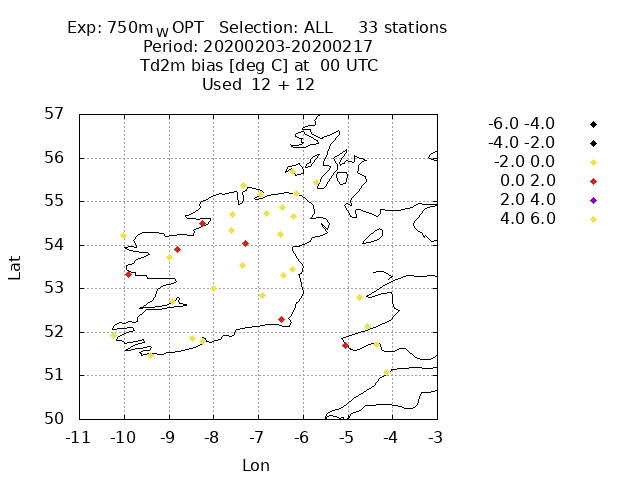 Exp: 750m_W OPT Selection: ALL 33 stations
Period: 20200203-20200217
Td2m bias [deg C] at 00 UTC
Used 12 + 12
57
56
55
54
53
52
51
50
-11 -10 -9 -8 -7 -6 -5 -4 -3
Lat
Lon
-6.0 -4.0
-4.0 -2.0
-2.0 0.0
0.0 2.0
2.0 4.0
4.0 6.0